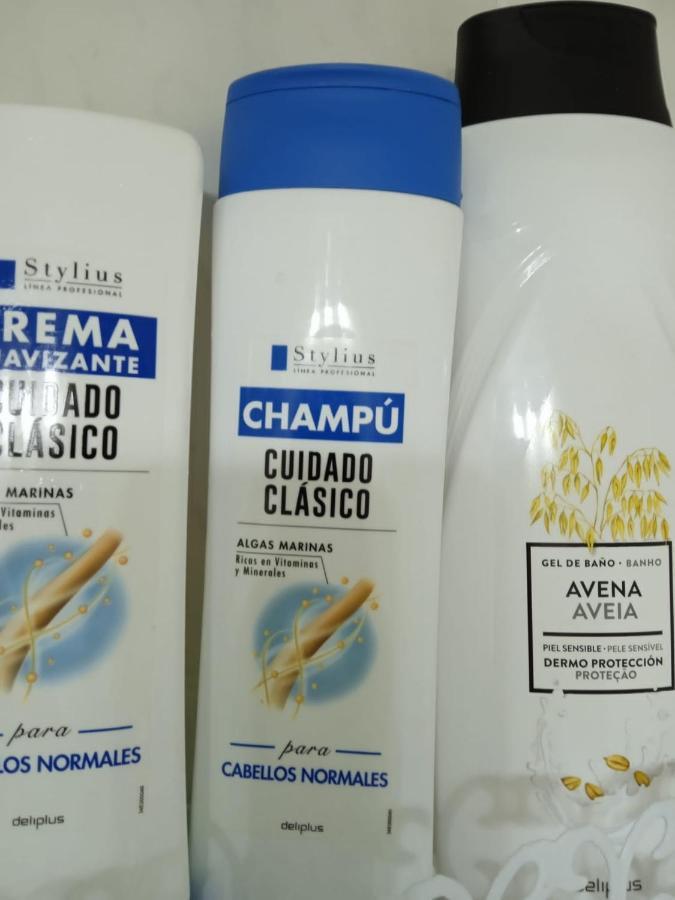 Stylius
LÍNEA PROFESIONAL
REMA
AVIZANTE
CUIDADO
CLÁSICO
MARINAS
Vitaminas
les
para
LOS NORMALES
deliplus
Stylius
LÍNEA PROFESIONAL
CHAMPÚ
CUIDADO
CLÁSICO
ALGAS MARINAS
Ricas en Vitaminas
y Minerales
para
CABELLOS NORMALES
deliplus
GEL DE BAÑO • BANHO
AVENA
AVEIA
PIEL SENSIBLE • PELE SENSÍVEL
DERMO PROTECCIÓN
PROTEÇÃO